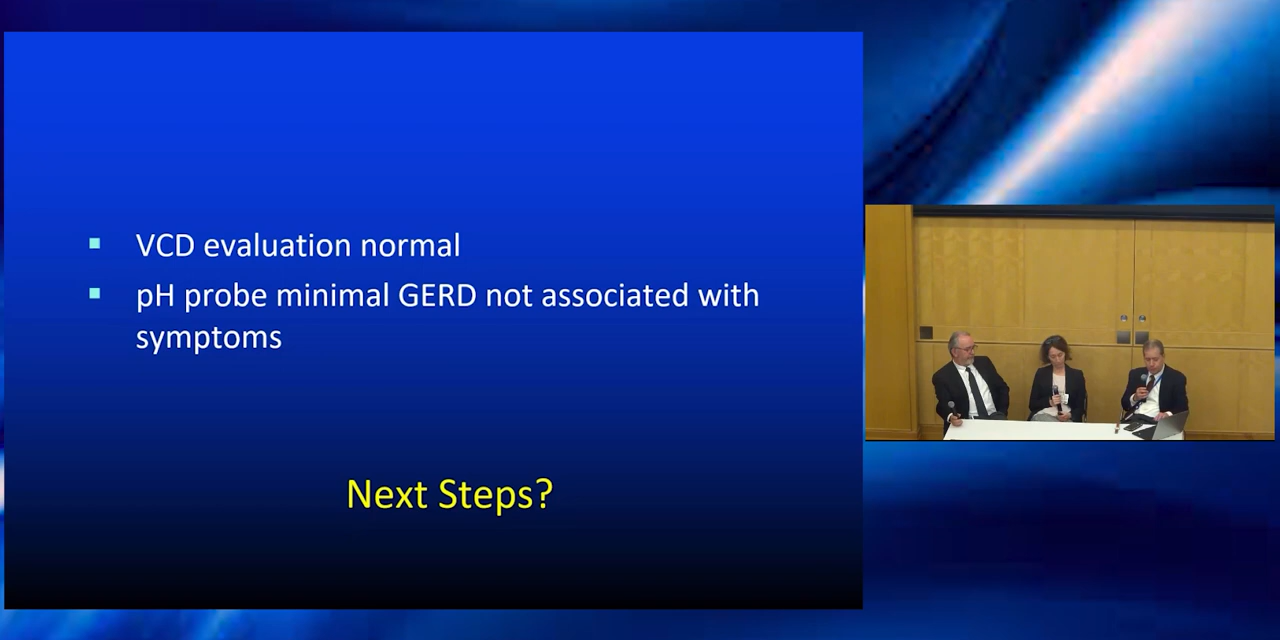 VCD evaluation normal
pH probe minimal GERD not associated with
symptoms
Next Steps?